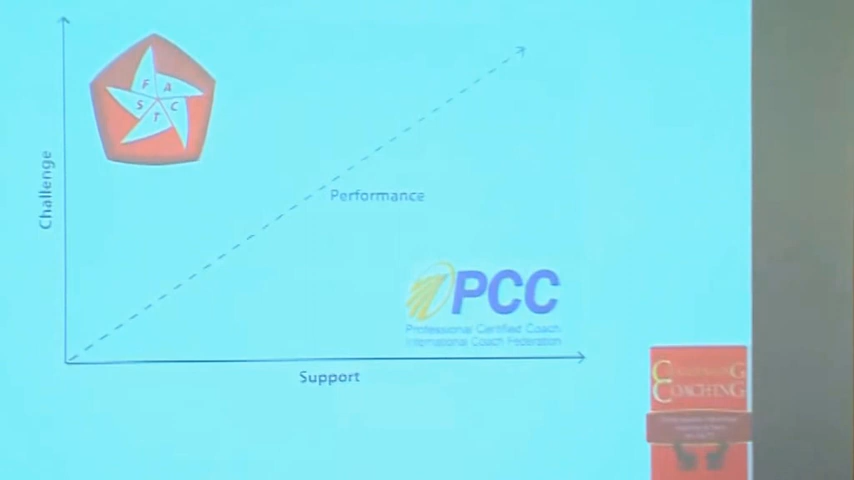 Challenge
F
A
S
C
T
Performance
PCC
Professional Certified Coach
International Coach Federation
Support
CHALLENGING
COACHING